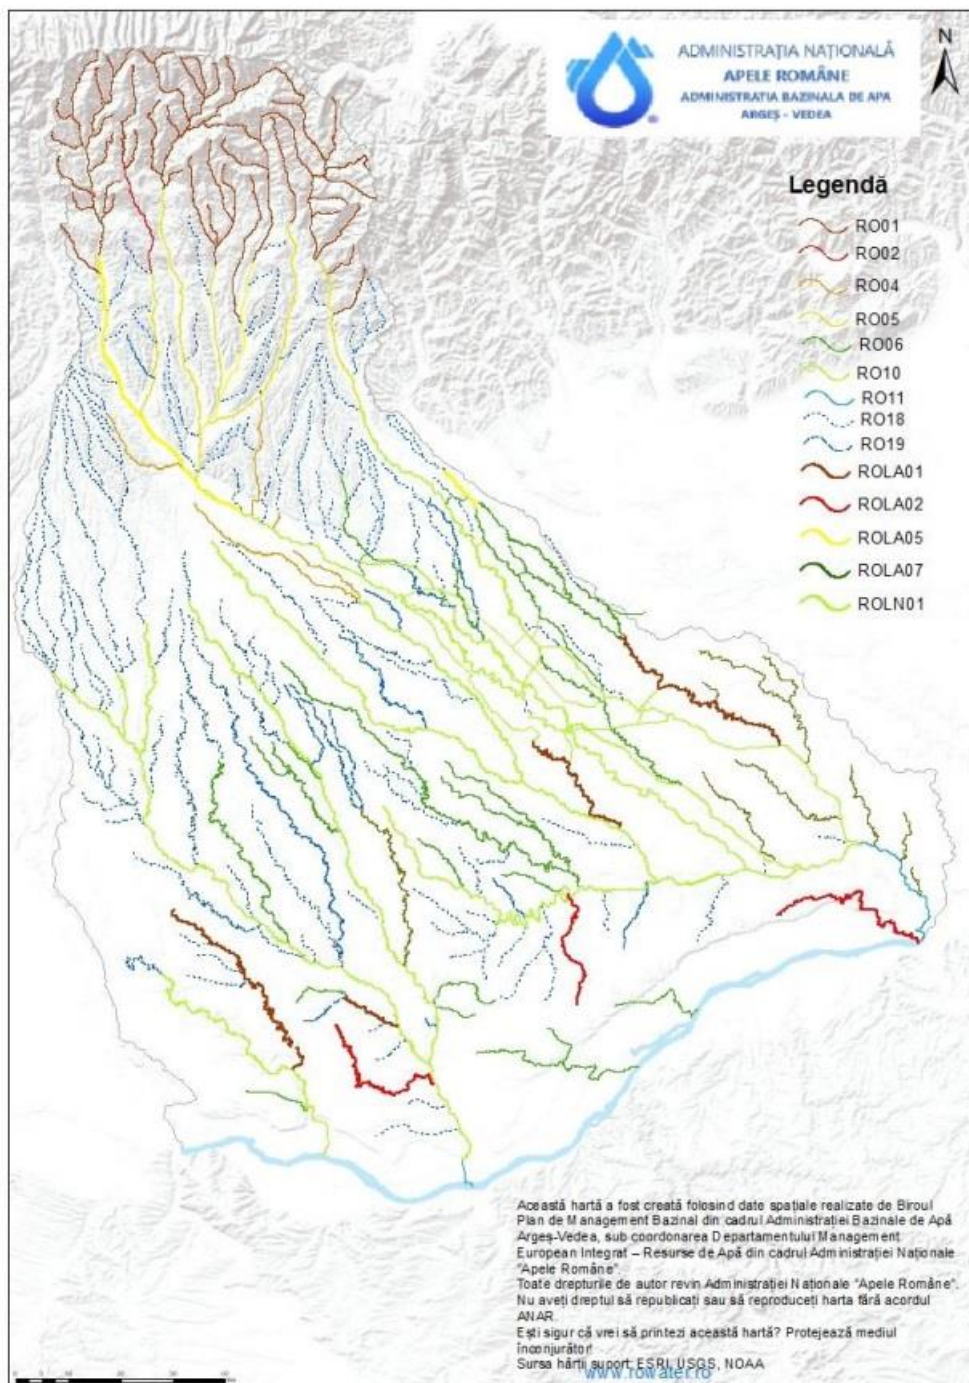 ADMINISTRAȚIA NAȚIONALĂ
APELE ROMÂNE
ADMINISTRATIA BAZINALA DE APA
ARGEȘ - VEDEA
N
Legendă
RO01
RO02
RO04
RO05
RO06
RO10
RO11
RO18
RO19
ROLA01
ROLA02
ROLA05
ROLA07
ROLN01
Această hartă a fost creată folosind date spațiale realizate de Biroul
Plan de Management Bazinal din cadrul Administrației Bazinale de Apă
Argeș-Vedea, sub coordonarea Departamentului Management
European Integrat – Resurse de Apă din cadrul Administrației Naționale
"Apele Române".
Toate drepturile de autor revin Administrației Naționale "Apele Române".
Nu aveți dreptul să republicati sau să reproduceți harta fără acordul
ANAR.
Ești sigur că vrei să printezi această hartă? Protejează mediul
înconjurător!
Sursa hărții suport: ESRI, USGS, NOAA
www.rowater.ro